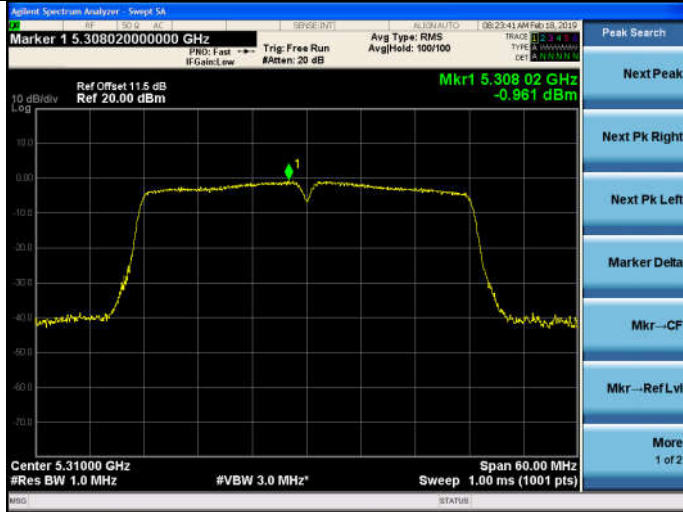 Agilent Spectrum Analyzer - Swept SA
RF 50 Ω AC SENSE:INT ALIGNAUTO 08:23:41 AM Feb 18, 2019
Marker 1 5.308020000000 GHz
PNO: Fast
IFGain:Low
Trig: Free Run
#Atten: 20 dB
Avg Type: RMS
Avg|Hold: 100/100
TRACE 1 2 3 4 5 6
TYPE A WWWWW
DET A N N N N N
Peak Search
Next Peak
Next Pk Right
Next Pk Left
Marker Delta
Mkr→CF
Mkr→Ref Lvl
More
1 of 2
Mkr1 5.308 02 GHz
-0.961 dBm
Ref Offset 11.5 dB
10 dB/div Ref 20.00 dBm
Log
10.0
0.00
-10.0
-20.0
-30.0
-40.0
-50.0
-60.0
-70.0
1
Center 5.31000 GHz Span 60.00 MHz
#Res BW 1.0 MHz #VBW 3.0 MHz* Sweep 1.00 ms (1001 pts)
MSG STATUS